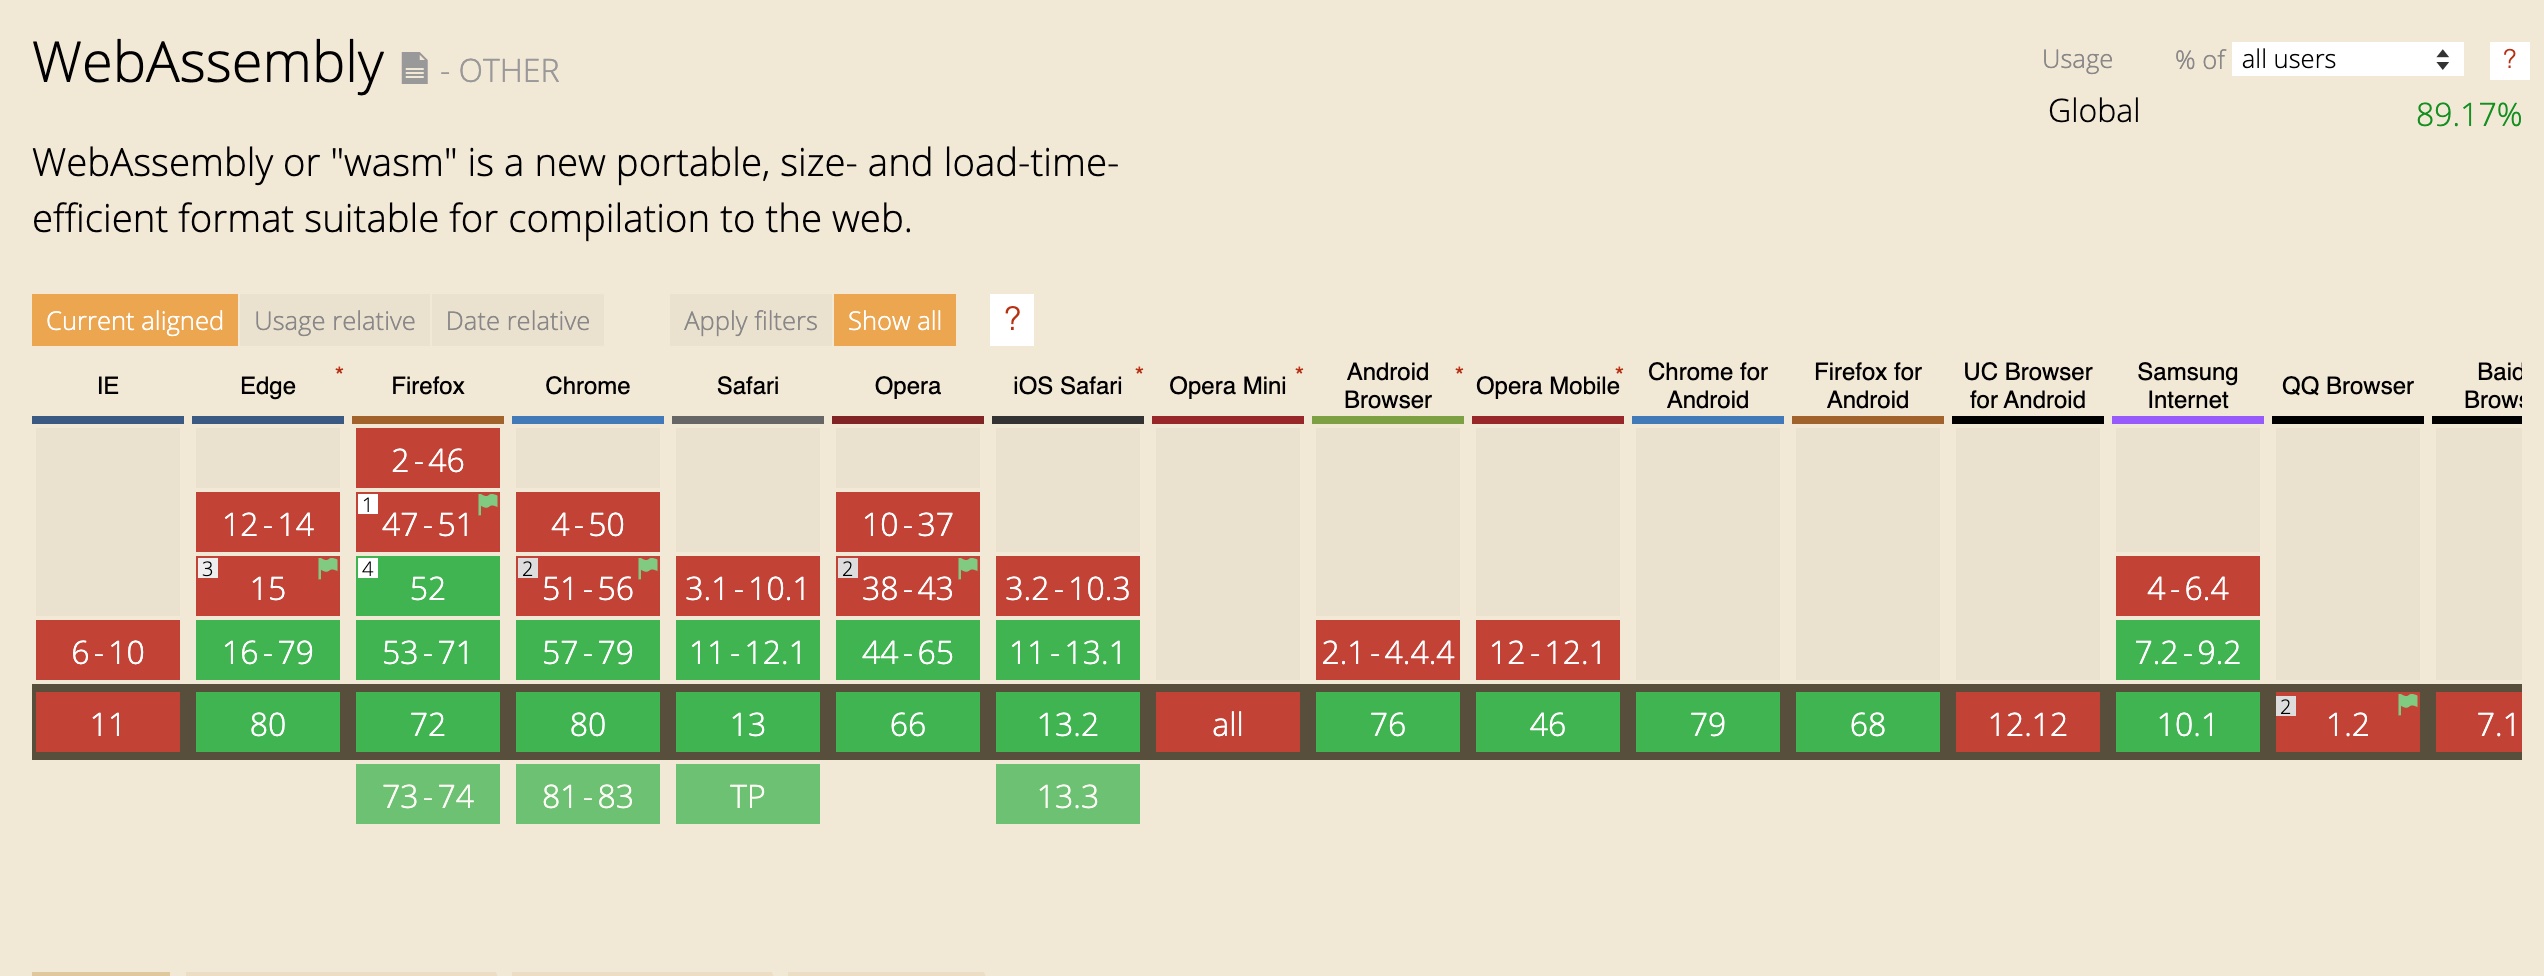 WebAssembly - OTHER
Usage % of all users ?
Global 89.17%
WebAssembly or "wasm" is a new portable, size- and load-time-
efficient format suitable for compilation to the web.
Current aligned Usage relative Date relative Apply filters Show all ?
IE Edge * Firefox Chrome Safari Opera iOS Safari * Opera Mini * Android Browser * Opera Mobile * Chrome for Android Firefox for Android UC Browser for Android Samsung Internet QQ Browser Baid Brows
2-46
12-14 1 47-51 4-50 10-37
3 15 4 52 2 51-56 3.1-10.1 2 38-43 3.2-10.3 4-6.4
6-10 16-79 53-71 57-79 11-12.1 44-65 11-13.1 2.1-4.4.4 12-12.1 7.2-9.2
11 80 72 80 13 66 13.2 all 76 46 79 68 12.12 10.1 2 1.2 7.1
73-74 81-83 TP 13.3